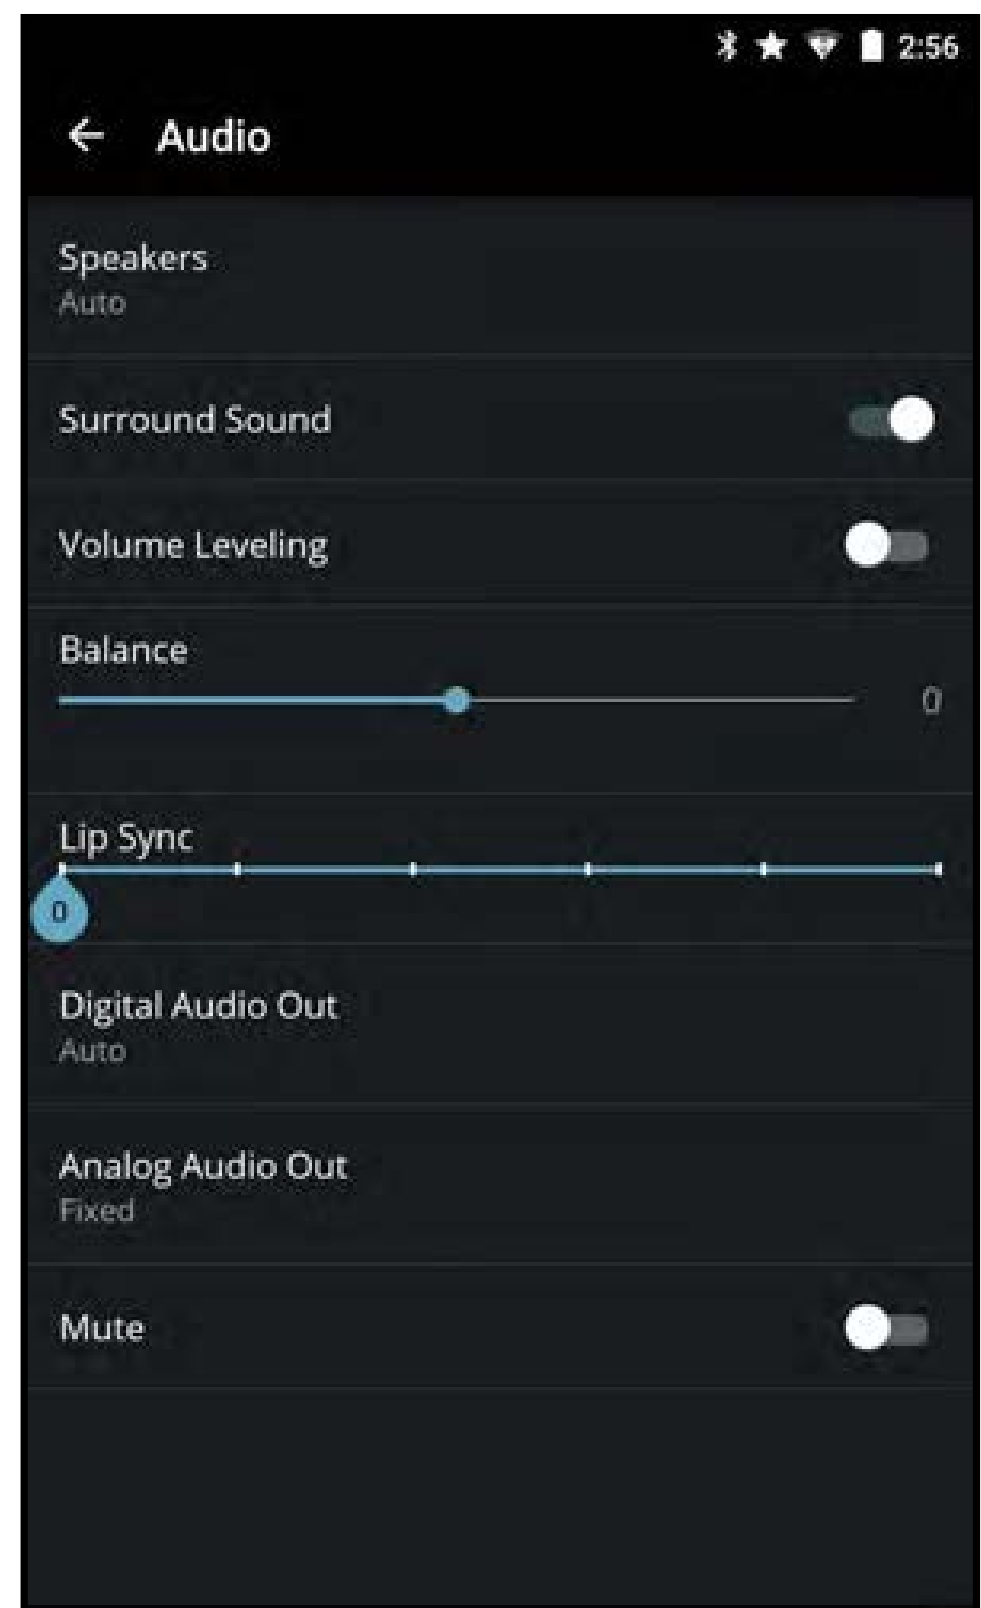 2:56
Audio
Speakers
Auto
Surround Sound
Volume Leveling
Balance
0
Lip Sync
0
Digital Audio Out
Auto
Analog Audio Out
Fixed
Mute